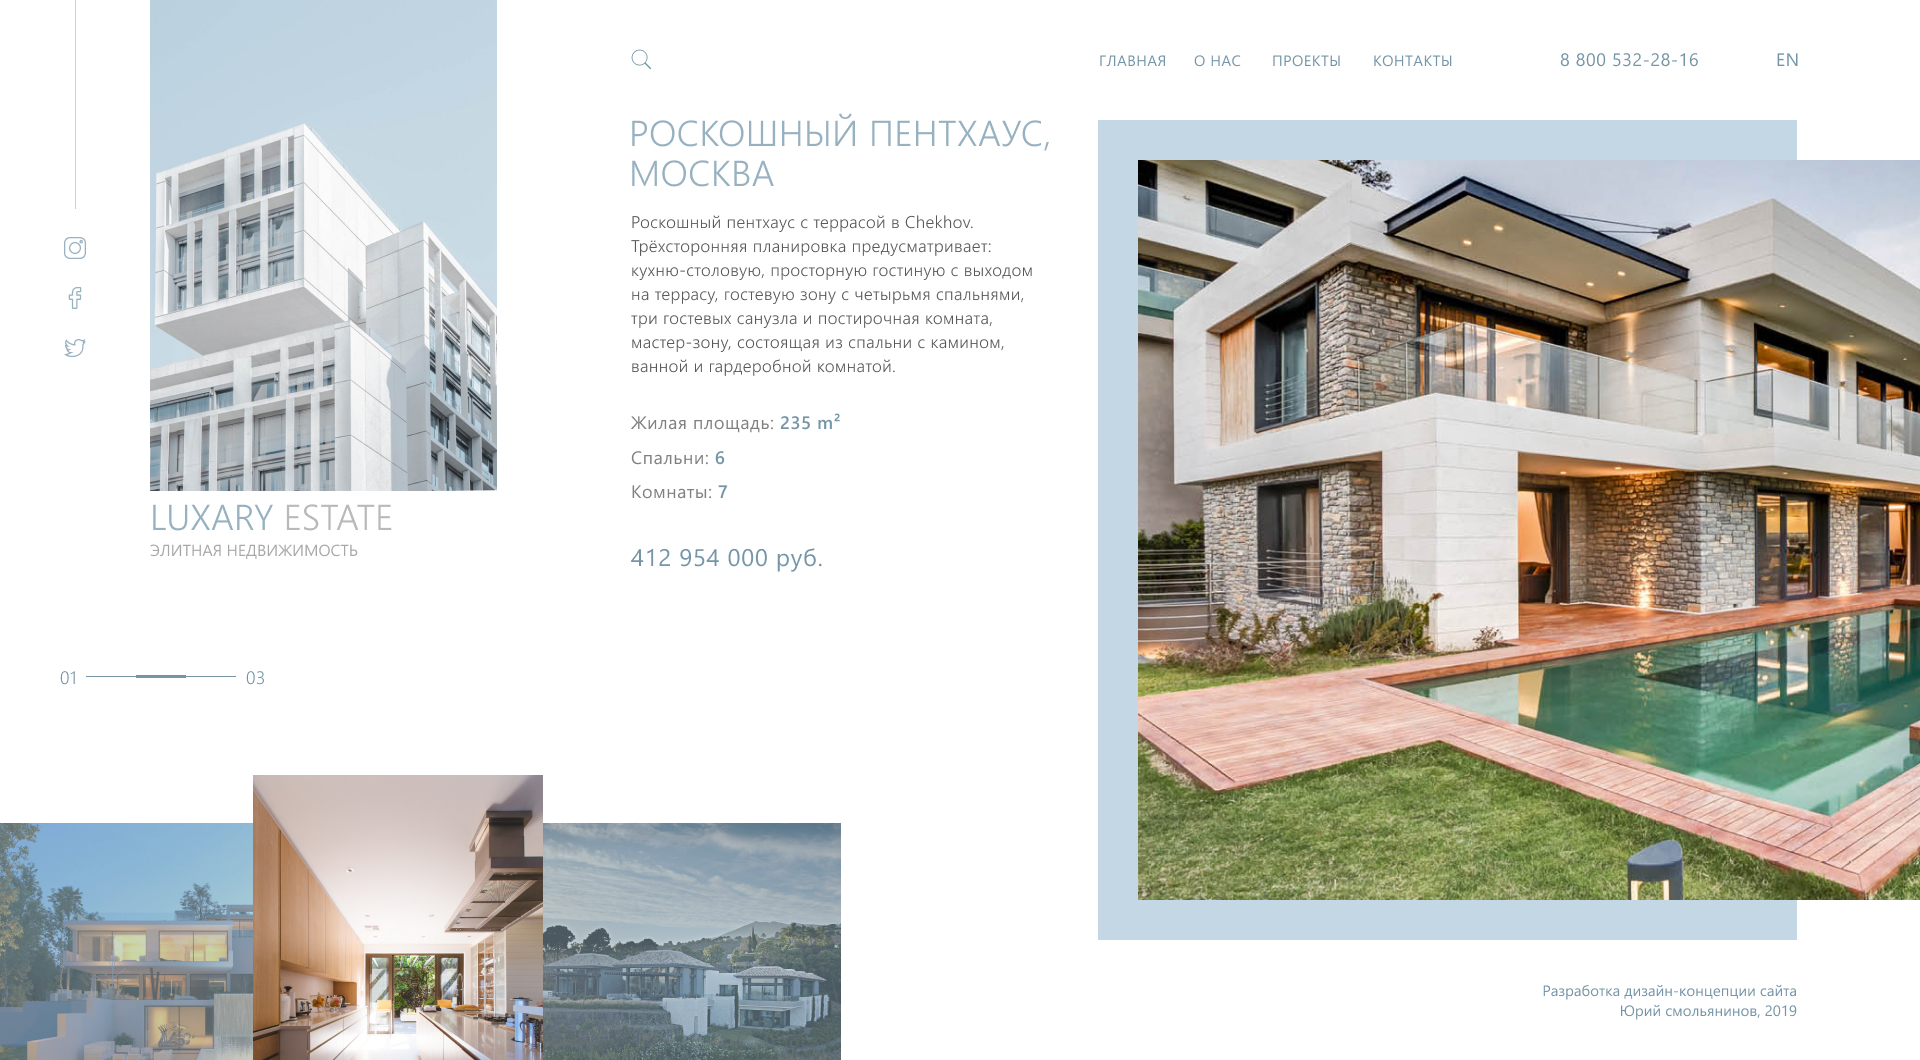 ГЛАВНАЯ О НАС ПРОЕКТЫ КОНТАКТЫ 8 800 532-28-16 EN
РОСКОШНЫЙ ПЕНТХАУС,
МОСКВА
Роскошный пентхаус с террасой в Chekhov.
Трёхсторонняя планировка предусматривает:
кухню-столовую, просторную гостиную с выходом
на террасу, гостевую зону с четырьмя спальнями,
три гостевых санузла и постирочная комната,
мастер-зону, состоящая из спальни с камином,
ванной и гардеробной комнатой.
Жилая площадь: 235 m²
Спальни: 6
Комнаты: 7
412 954 000 руб.
LUXARY ESTATE
ЭЛИТНАЯ НЕДВИЖИМОСТЬ
01 03
Разработка дизайн-концепции сайта
Юрий смольянинов, 2019